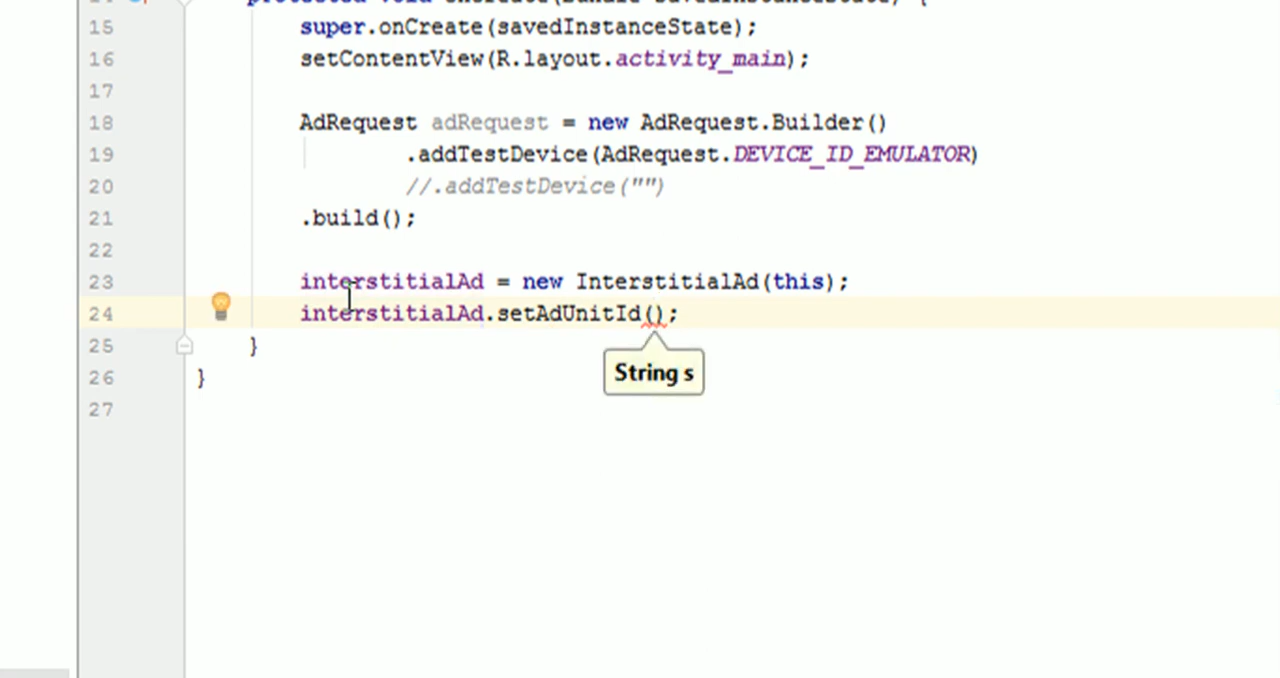 15 super.onCreate(savedInstanceState);
16 setContentView(R.layout.activity_main);
17
18 AdRequest adRequest = new AdRequest.Builder()
19 .addTestDevice(AdRequest.DEVICE_ID_EMULATOR)
20 //.addTestDevice("")
21 .build();
22
23 interstitialAd = new InterstitialAd(this);
24 interstitialAd.setAdUnitId();
25 }
String s
26 }
27